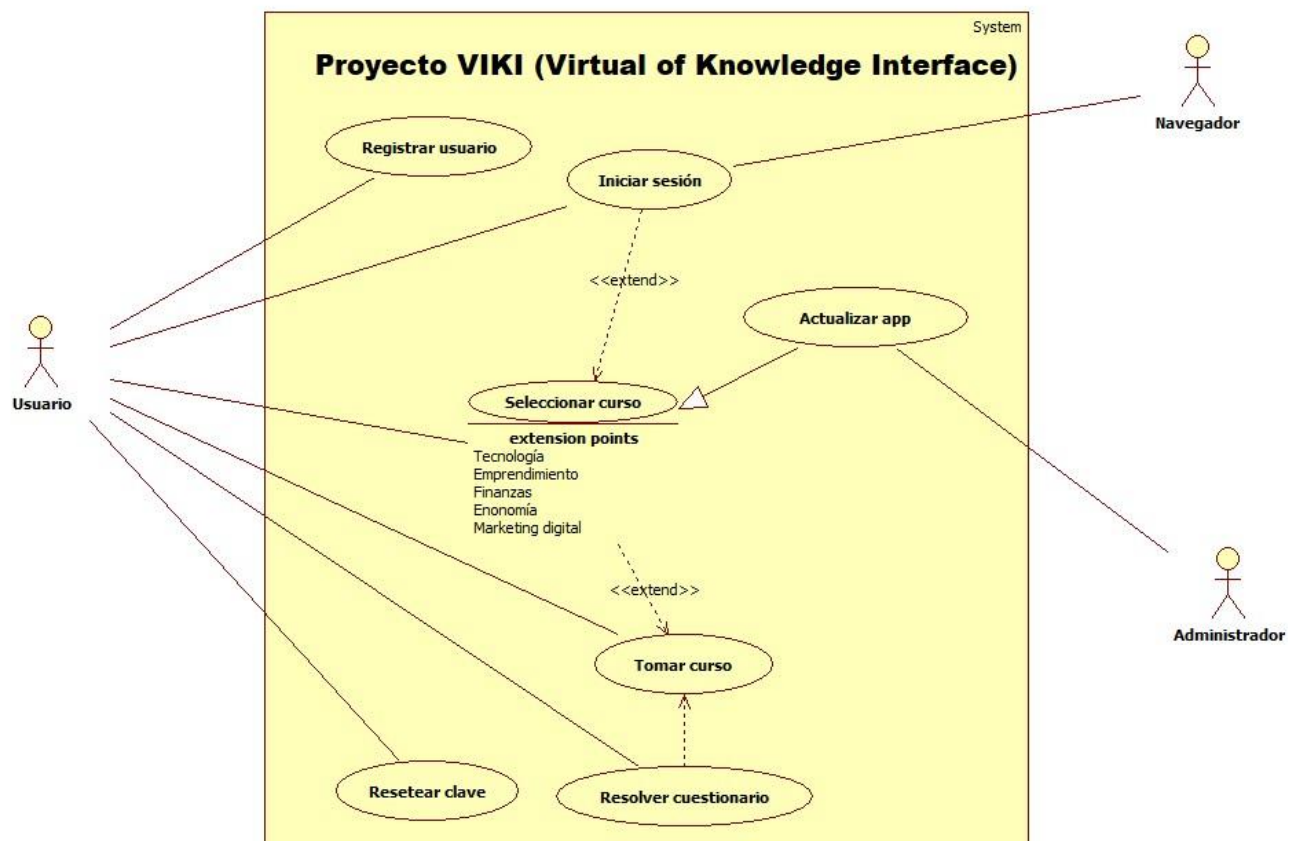 System
Proyecto VIKI (Virtual of Knowledge Interface)
Navegador
Registrar usuario
Iniciar sesión
<<extend>>
Actualizar app
Usuario
Seleccionar curso
extension points
Tecnología
Emprendimiento
Finanzas
Enonomía
Marketing digital
<<extend>>
Administrador
Tomar curso
Resetear clave
Resolver cuestionario